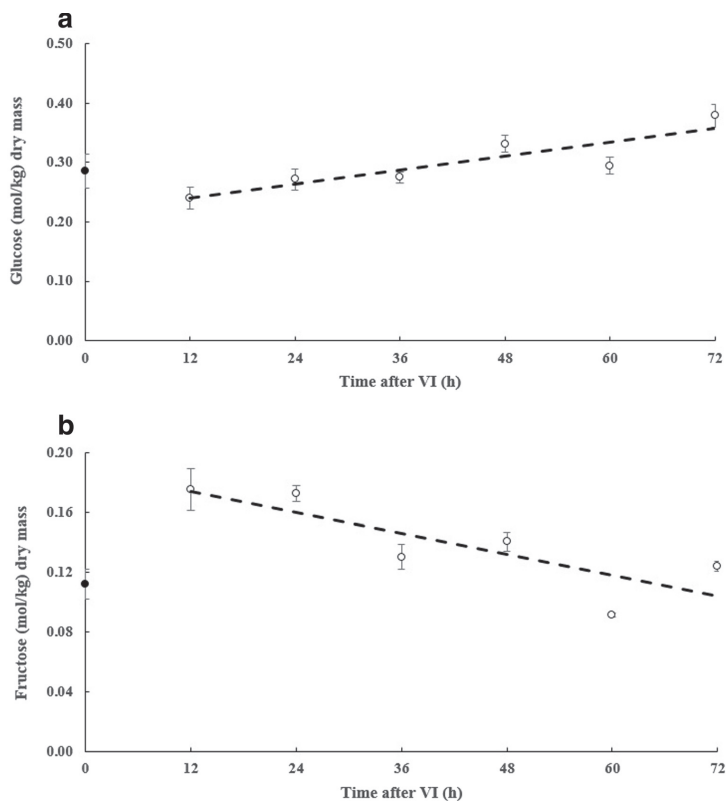 a
Glucose (mol/kg) dry mass
0.50
0.40
0.30
0.20
0.10
0.00
0 12 24 36 48 60 72
Time after VI (h)
b
Fructose (mol/kg) dry mass
0.20
0.16
0.12
0.08
0.04
0.00
0 12 24 36 48 60 72
Time after VI (h)